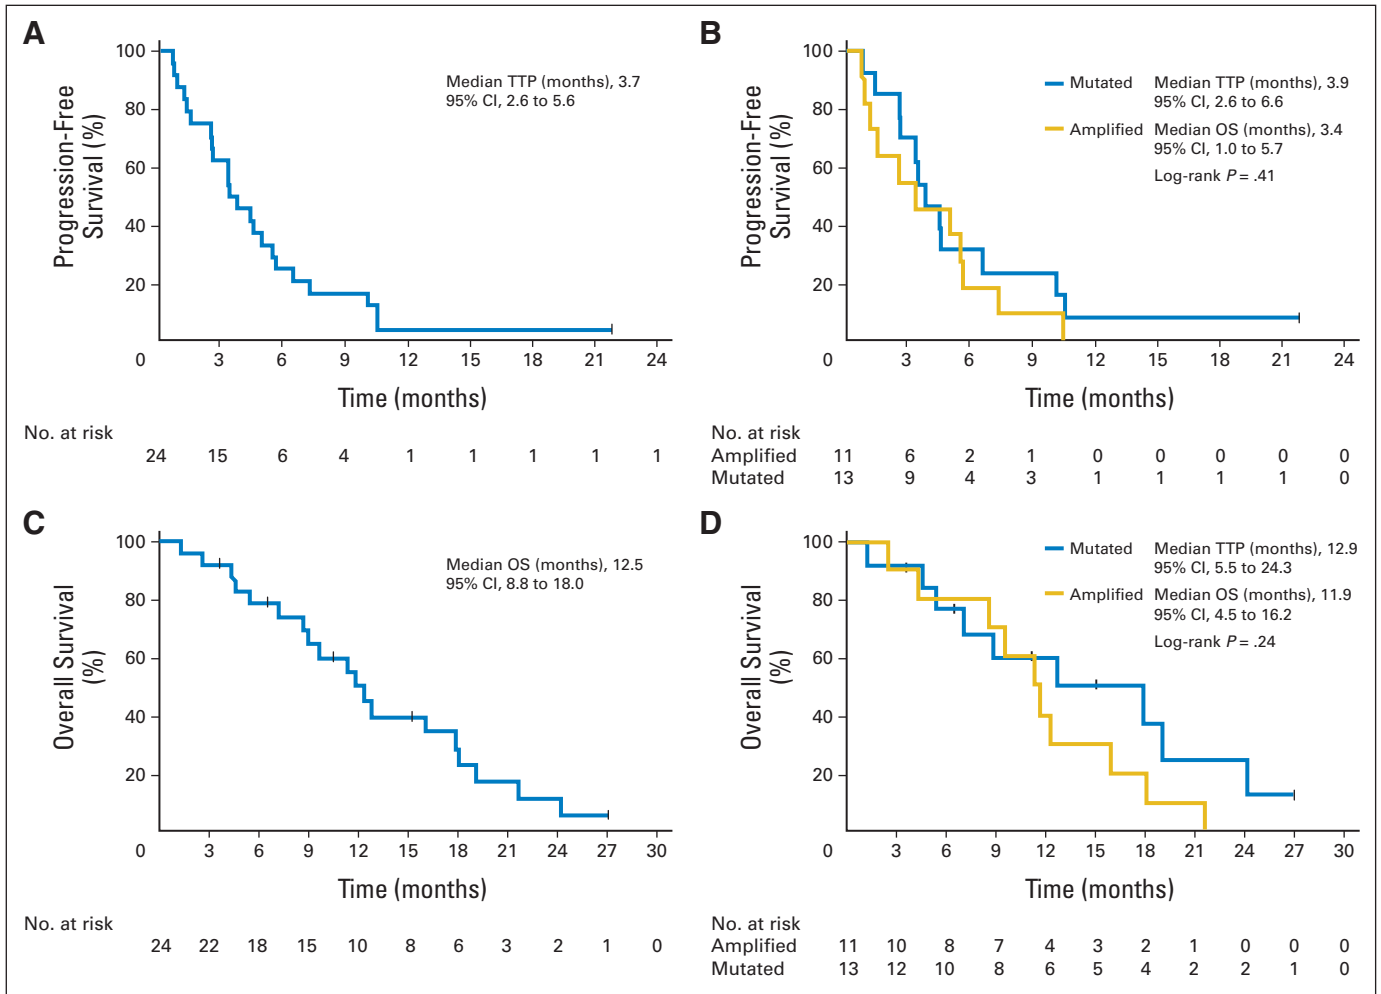 A
Progression-Free
Survival (%)
100
80
60
40
20
0 3 6 9 12 15 18 21 24
Time (months)
Median TTP (months), 3.7
95% CI, 2.6 to 5.6
No. at risk
24 15 6 4 1 1 1 1 1
B
Progression-Free
Survival (%)
100
80
60
40
20
0 3 6 9 12 15 18 21 24
Time (months)
Mutated Median TTP (months), 3.9
95% CI, 2.6 to 6.6
Amplified Median OS (months), 3.4
95% CI, 1.0 to 5.7
Log-rank P = .41
No. at risk
Amplified 11 6 2 1 0 0 0 0 0
Mutated 13 9 4 3 1 1 1 1 0
C
Overall Survival
(%)
100
80
60
40
20
0 3 6 9 12 15 18 21 24 27 30
Time (months)
Median OS (months), 12.5
95% CI, 8.8 to 18.0
No. at risk
24 22 18 15 10 8 6 3 2 1 0
D
Overall Survival
(%)
100
80
60
40
20
0 3 6 9 12 15 18 21 24 27 30
Time (months)
Mutated Median TTP (months), 12.9
95% CI, 5.5 to 24.3
Amplified Median OS (months), 11.9
95% CI, 4.5 to 16.2
Log-rank P = .24
No. at risk
Amplified 11 10 8 7 4 3 2 1 0 0 0
Mutated 13 12 10 8 6 5 4 2 2 1 0